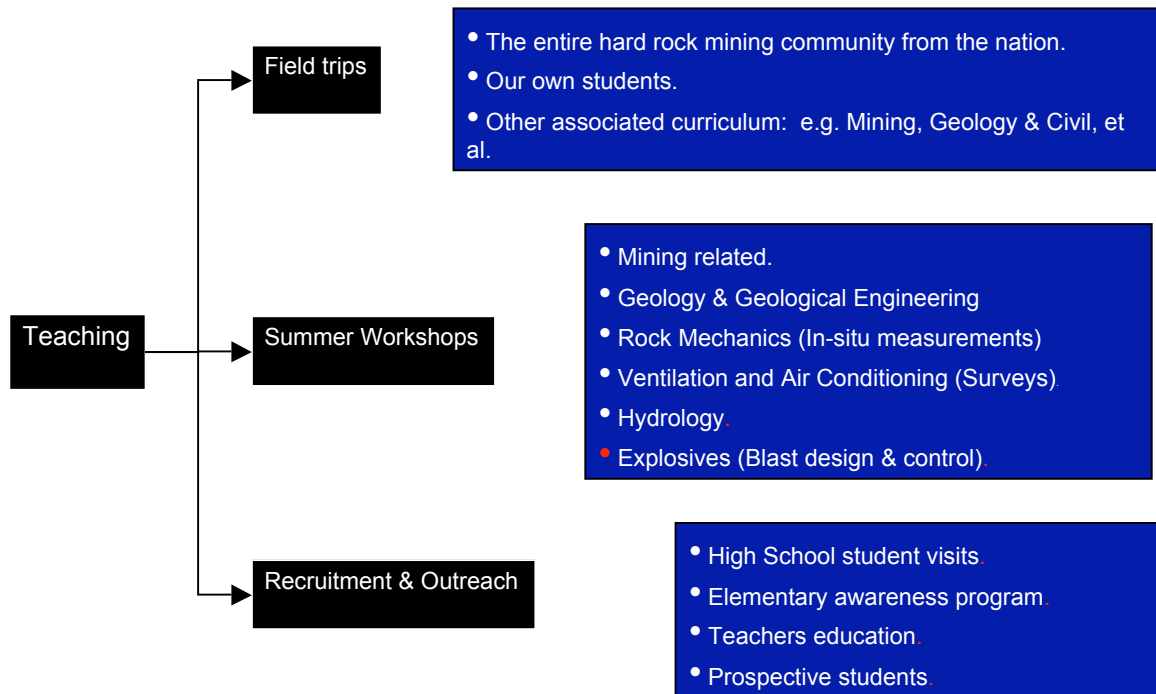 Field trips
• The entire hard rock mining community from the nation.
• Our own students.
• Other associated curriculum:  e.g. Mining, Geology & Civil, et
al.
Teaching
Summer Workshops
• Mining related.
• Geology & Geological Engineering
• Rock Mechanics (In-situ measurements)
• Ventilation and Air Conditioning (Surveys).
• Hydrology.
• Explosives (Blast design & control).
Recruitment & Outreach
• High School student visits.
• Elementary awareness program.
• Teachers education.
• Prospective students.